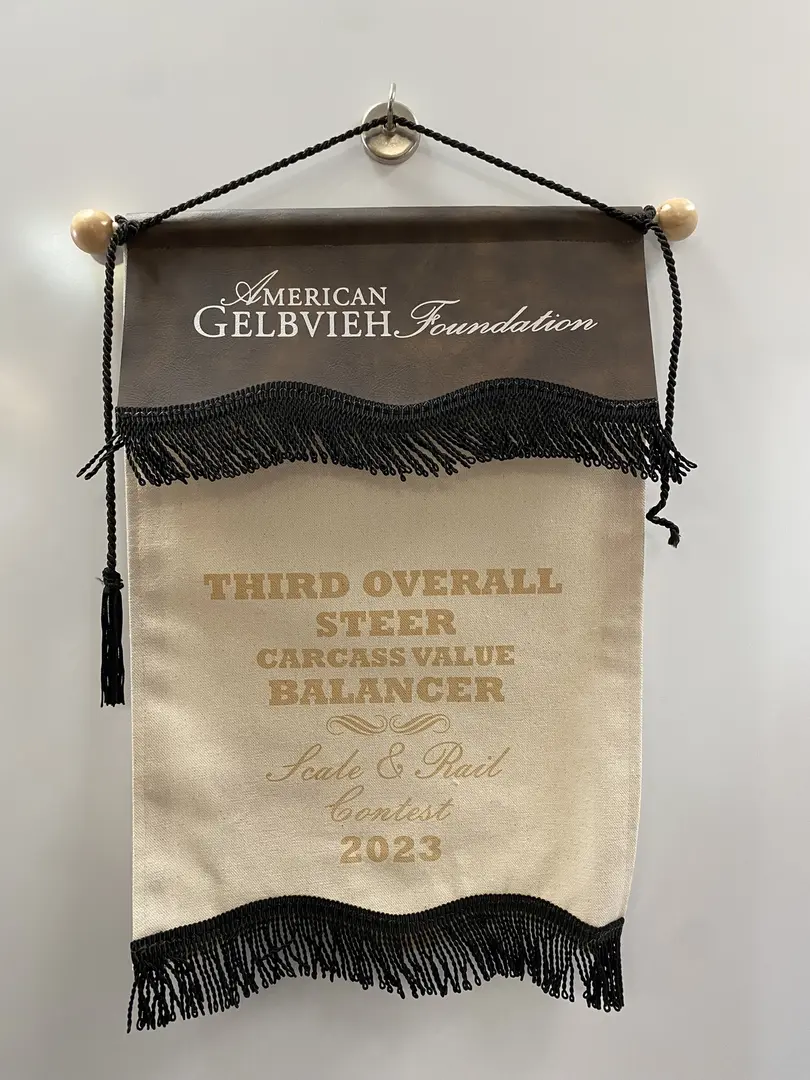 AMERICAN
GELBVIEH Foundation
THIRD OVERALL
STEER
CARCASS VALUE
BALANCER
Scale & Rail
Contest
2023